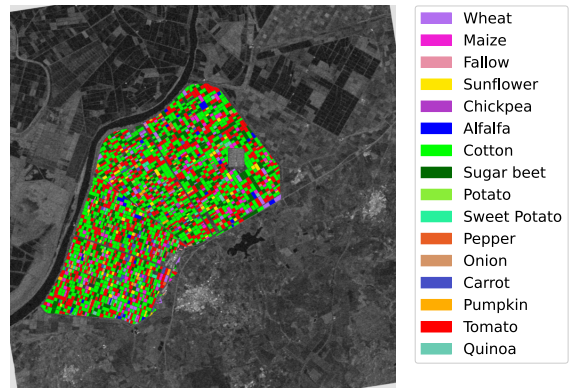 Wheat
Maize
Fallow
Sunflower
Chickpea
Alfalfa
Cotton
Sugar beet
Potato
Sweet Potato
Pepper
Onion
Carrot
Pumpkin
Tomato
Quinoa